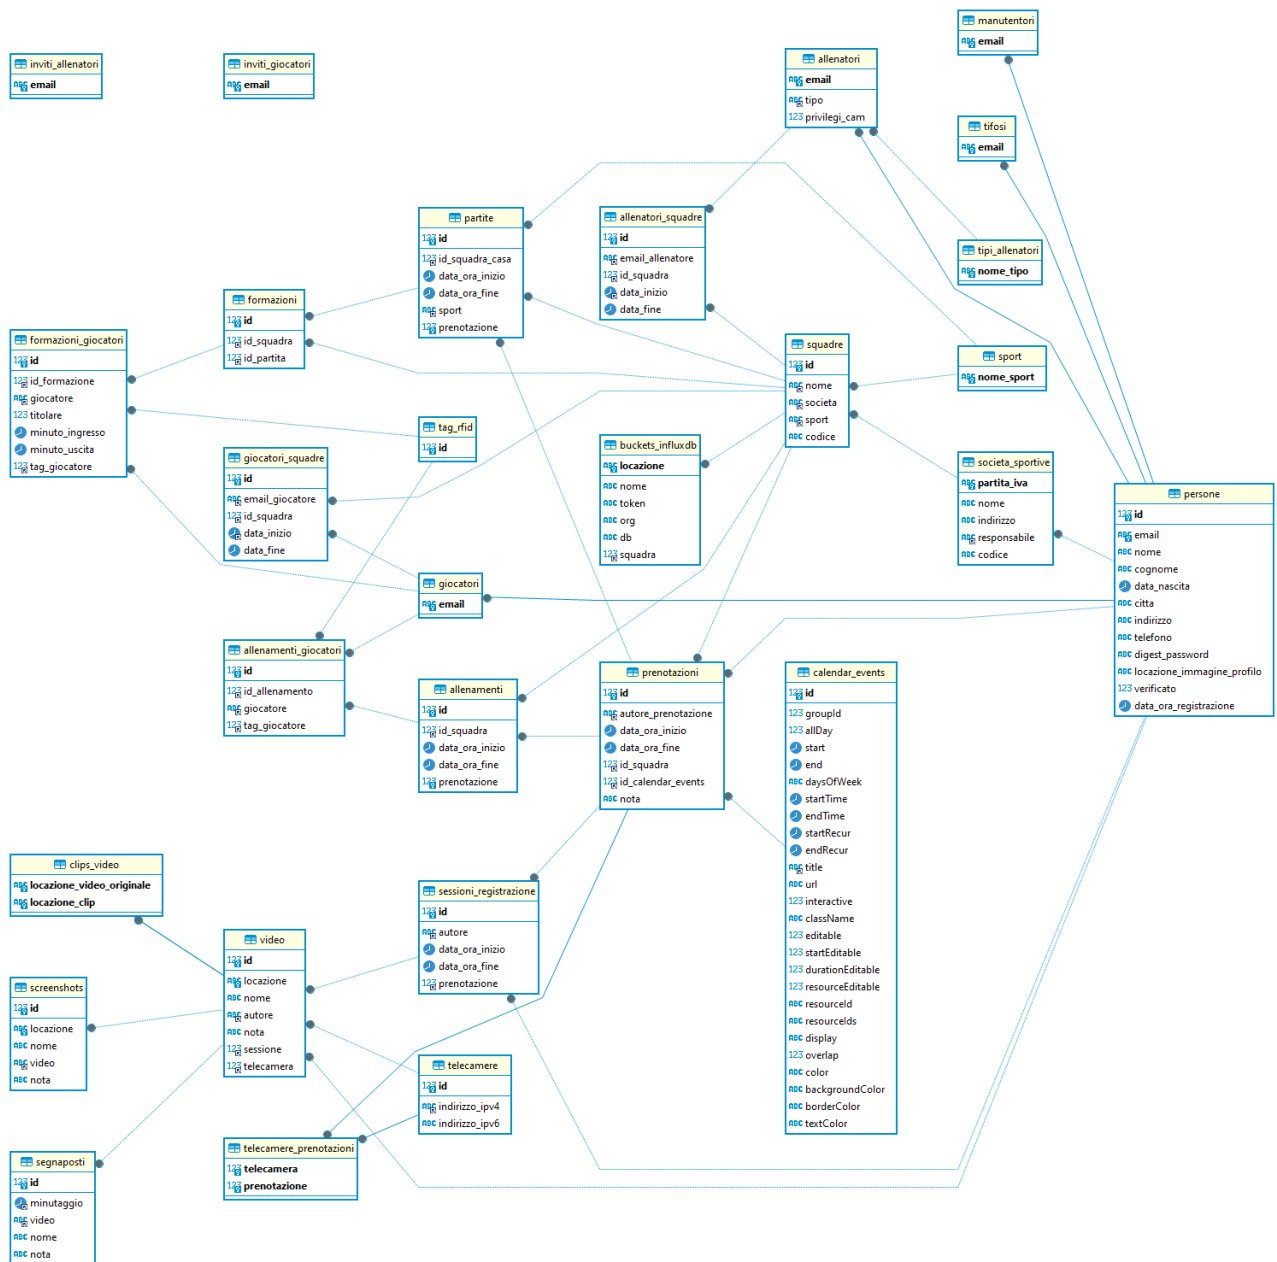 inviti_allenatori
email
inviti_giocatori
email
manutentori
email
allenatori
email
tipo
privilegi_cam
tifosi
email
partite
id
id_squadra_casa
data_ora_inizio
data_ora_fine
sport
prenotazione
allenatori_squadre
id
email_allenatore
id_squadra
data_inizio
data_fine
tipi_allenatori
nome_tipo
formazioni
id
id_squadra
id_partita
formazioni_giocatori
id
id_formazione
giocatore
titolare
minuto_ingresso
minuto_uscita
tag_giocatore
squadre
id
nome
societa
sport
codice
sport
nome_sport
tag_rfid
id
giocatori_squadre
id
email_giocatore
id_squadra
data_inizio
data_fine
buckets_influxdb
locazione
nome
token
org
db
squadra
societa_sportive
partita_iva
nome
indirizzo
responsabile
codice
persone
id
email
nome
cognome
data_nascita
citta
indirizzo
telefono
digest_password
locazione_immagine_profilo
verificato
data_ora_registrazione
giocatori
email
allenamenti_giocatori
id
id_allenamento
giocatore
tag_giocatore
allenamenti
id
id_squadra
data_ora_inizio
data_ora_fine
prenotazione
prenotazioni
id
autore_prenotazione
data_ora_inizio
data_ora_fine
id_squadra
id_calendar_events
nota
calendar_events
id
groupId
allDay
start
end
daysOfWeek
startTime
endTime
startRecur
endRecur
title
url
interactive
className
editable
startEditable
durationEditable
resourceEditable
resourceId
resourceIds
display
overlap
color
backgroundColor
borderColor
textColor
clips_video
locazione_video_originale
locazione_clip
sessioni_registrazione
id
autore
data_ora_inizio
data_ora_fine
prenotazione
video
id
locazione
nome
autore
nota
sessione
telecamera
screenshots
id
locazione
nome
video
nota
telecamere
id
indirizzo_ipv4
indirizzo_ipv6
telecamere_prenotazioni
telecamera
prenotazione
segnaposti
id
minutaggio
video
nome
nota